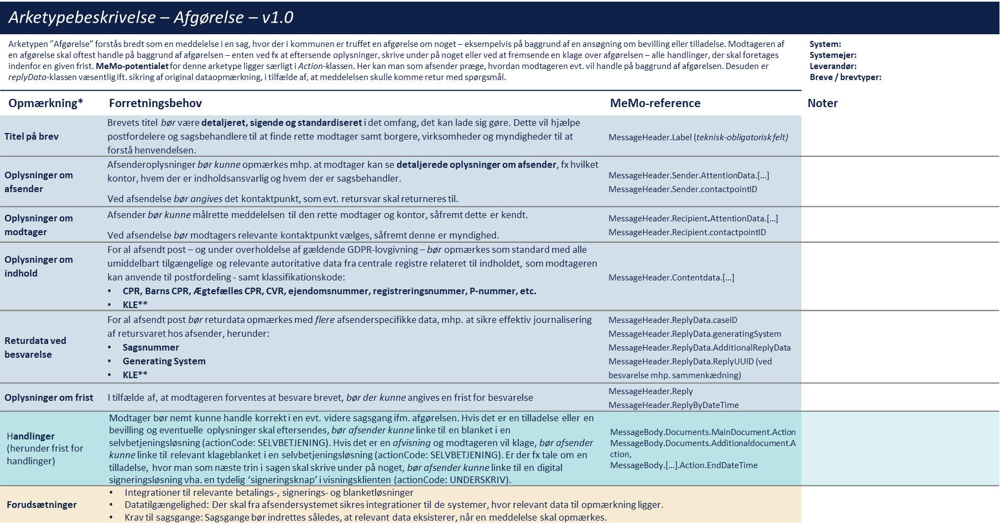 Arketypebeskrivelse – Afgørelse – v1.0
Arketypen ”Afgørelse” forstås bredt som en meddelelse i en sag, hvor der i kommunen er truffet en afgørelse om noget – eksempelvis på baggrund af en ansøgning om bevilling eller tilladelse. Modtageren af
en afgørelse skal oftest handle på baggrund af afgørelsen – enten ved fx at eftersende oplysninger, skrive under på noget eller ved at fremsende en klage over afgørelsen – alle handlinger, der skal foretages
indenfor en given frist. MeMo-potentialet for denne arketype ligger særligt i Action-klassen. Her kan man som afsender præge, hvordan modtageren evt. vil handle på baggrund af afgørelsen. Desuden er
replyData-klassen væsentlig ift. sikring af original dataopmærkning, i tilfælde af, at meddelelsen skulle komme retur med spørgsmål.
System:
Systemejer:
Leverandør:
Breve / brevtyper:
Opmærkning*
Forretningsbehov
MeMo-reference
Noter
Titel på brev
Brevets titel bør være detaljeret, sigende og standardiseret i det omfang, det kan lade sig gøre. Dette vil hjælpe
postfordelere og sagsbehandlere til at finde rette modtager samt borgere, virksomheder og myndigheder til at
forstå henvendelsen.
MessageHeader.Label (teknisk-obligatorisk felt)
Oplysninger om
afsender
Afsenderoplysninger bør kunne opmærkes mhp. at modtager kan se detaljerede oplysninger om afsender, fx hvilket
kontor, hvem der er indholdsansvarlig og hvem der er sagsbehandler.
Ved afsendelse bør angives det kontaktpunkt, som evt. retursvar skal returneres til.
MessageHeader.Sender.AttentionData.[…]
MessageHeader.Sender.contactpointID
Oplysninger om
modtager
Afsender bør kunne målrette meddelelsen til den rette modtager og kontor, såfremt dette er kendt.
Ved afsendelse bør modtagers relevante kontaktpunkt vælges, såfremt denne er myndighed.
MessageHeader.Recipient.AttentionData.[…]
MessageHeader.Recipient.contactpointID
Oplysninger om
indhold
For al afsendt post – og under overholdelse af gældende GDPR-lovgivning – bør opmærkes som standard med alle
umiddelbart tilgængelige og relevante autoritative data fra centrale registre relateret til indholdet, som modtageren
kan anvende til postfordeling - samt klassifikationskode:
• CPR, Barns CPR, Ægtefælles CPR, CVR, ejendomsnummer, registreringsnummer, P-nummer, etc.
• KLE**
MessageHeader.Contentdata.[…]
Returdata ved
besvarelse
For al afsendt post bør returdata opmærkes med flere afsenderspecifikke data, mhp. at sikre effektiv journalisering
af retursvaret hos afsender, herunder:
• Sagsnummer
• Generating System
• KLE**
MessageHeader.ReplyData.caseID
MessageHeader.ReplyData.generatingSystem
MessageHeader.ReplyData.AdditionalReplyData
MessageHeader.ReplyData.ReplyUUID (ved
besvarelse mhp. sammenkædning)
Oplysninger om frist
I tilfælde af, at modtageren forventes at besvare brevet, bør der kunne angives en frist for besvarelse
MessageHeader.Reply
MessageHeader.ReplyByDateTime
Handlinger
(herunder frist for
handlinger)
Modtager bør nemt kunne handle korrekt i en evt. videre sagsgang ifm. afgørelsen. Hvis det er en tilladelse eller en
bevilling og eventuelle oplysninger skal eftersendes, bør afsender kunne linke til en blanket i en
selvbetjeningsløsning (actionCode: SELVBETJENING). Hvis det er en afvisning og modtageren vil klage, bør afsender
kunne linke til relevant klageblanket i en selvbetjeningsløsning (actionCode: SELVBETJENING). Er der fx tale om en
tilladelse, hvor man som næste trin i sagen skal skrive under på noget, bør afsender kunne linke til en digital
signeringsløsning vha. en tydelig ‘signeringsknap’ i visningsklienten (actionCode: UNDERSKRIV).
MessageBody.Documents.MainDocument.Action
MessageBody.Documents.Additionaldocument.A
ction,
MessageBody.[…].Action.EndDateTime
Forudsætninger
• Integrationer til relevante betalings-, signerings- og blanketløsninger
• Datatilgængelighed: Der skal fra afsendersystemet sikres integrationer til de systemer, hvor relevant data til opmærkning ligger.
• Krav til sagsgange: Sagsgange bør indrettes således, at relevant data eksisterer, når en meddelelse skal opmærkes.